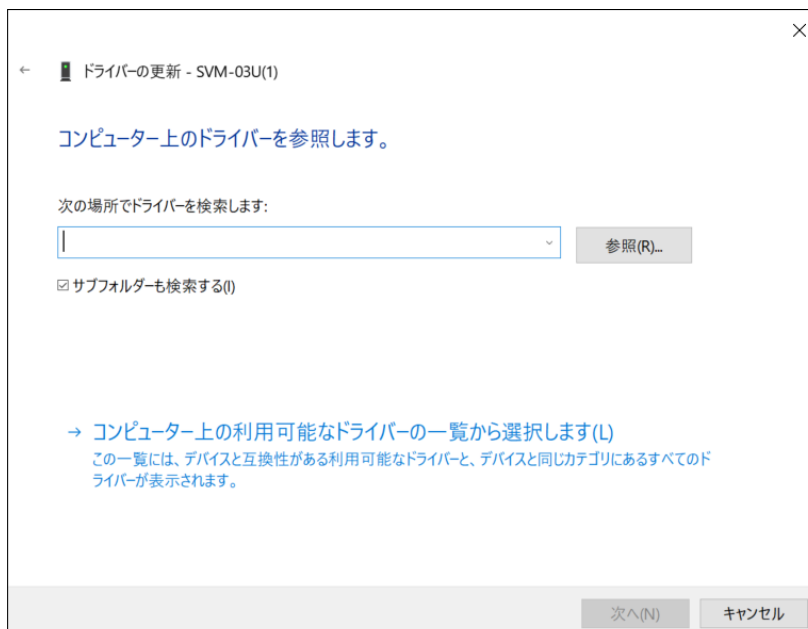 ドライバーの更新 - SVM-03U(1)
コンピューター上のドライバーを参照します。
次の場所でドライバーを検索します:
参照(R)...
サブフォルダーも検索する(I)
コンピューター上の利用可能なドライバーの一覧から選択します(L)
この一覧には、デバイスと互換性がある利用可能なドライバーと、デバイスと同じカテゴリにあるすべてのド
ライバーが表示されます。
次へ(N)
キャンセル